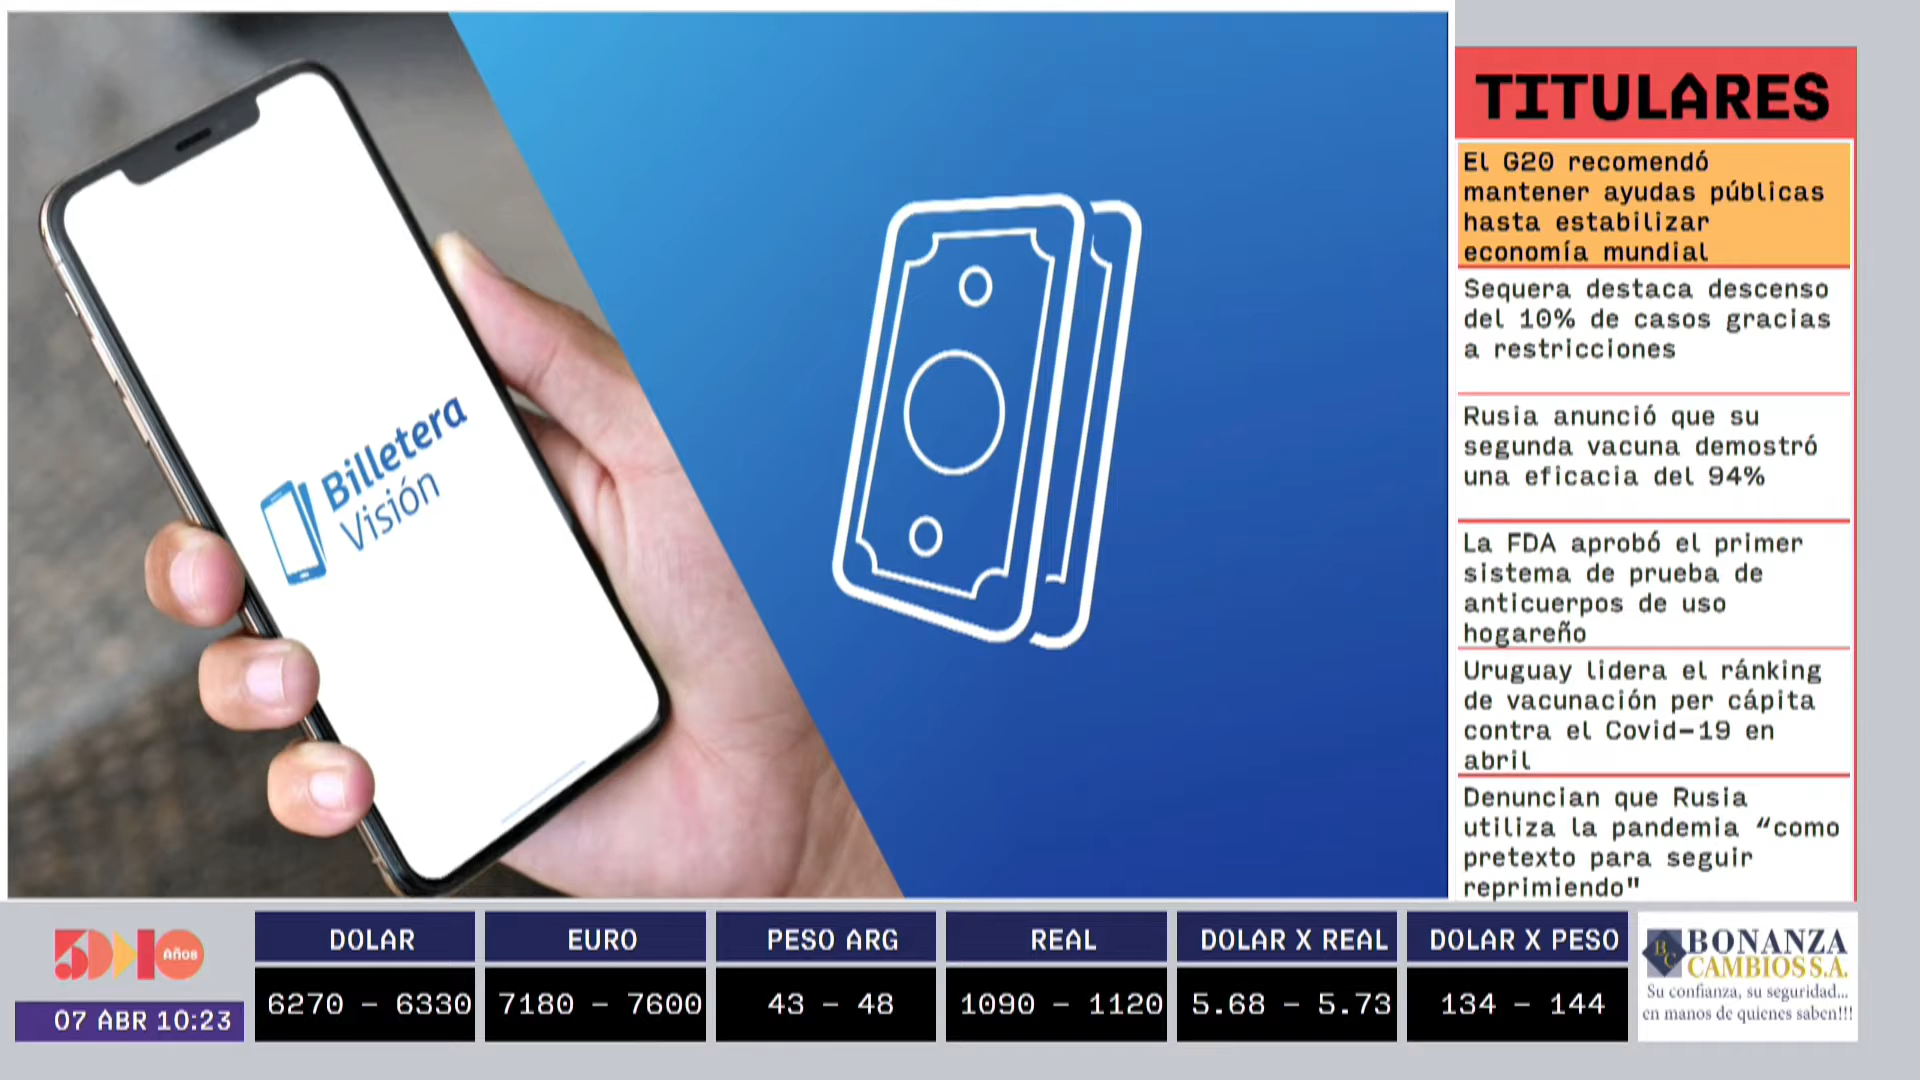 Billetera
Visión
TITULARES
El G20 recomendó
mantener ayudas públicas
hasta estabilizar
economía mundial
Sequera destaca descenso
del 10% de casos gracias
a restricciones
Rusia anunció que su
segunda vacuna demostró
una eficacia del 94%
La FDA aprobó el primer
sistema de prueba de
anticuerpos de uso
hogareño
Uruguay lidera el ránking
de vacunación per cápita
contra el Covid-19 en
abril
Denuncian que Rusia
utiliza la pandemia “como
pretexto para seguir
reprimiendo"
5D10 Años
07 ABR 10:23
DOLAR
6270 - 6330
EURO
7180 - 7600
PESO ARG
43 - 48
REAL
1090 - 1120
DOLAR X REAL
5.68 - 5.73
DOLAR X PESO
134 - 144
BC
BONANZA
CAMBIOS S.A.
Su confianza, su seguridad...
en manos de quienes saben!!!